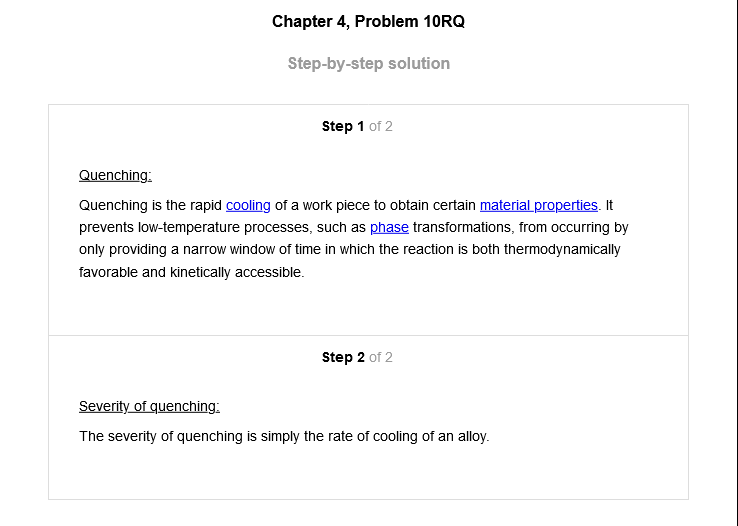 Chapter 4, Problem 10RQ
Step-by-step solution
Step 1 of 2
Quenching:
Quenching is the rapid cooling of a work piece to obtain certain material properties. It
prevents low-temperature processes, such as phase transformations, from occurring by
only providing a narrow window of time in which the reaction is both thermodynamically
favorable and kinetically accessible.
Step 2 of 2
Severity of quenching:
The severity of quenching is simply the rate of cooling of an alloy.